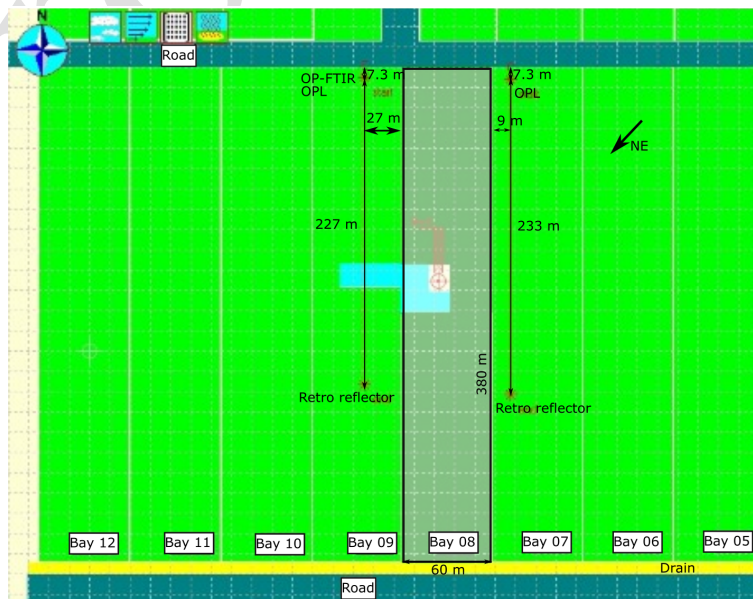 N
Road
OP-FTIR
OPL
7.3 m
start
27 m
7.3 m
OPL
9 m
NE
227 m
233 m
380 m
Retro reflector
Retro reflector
Bay 12
Bay 11
Bay 10
Bay 09
Bay 08
Bay 07
Bay 06
Bay 05
60 m
Drain
Road